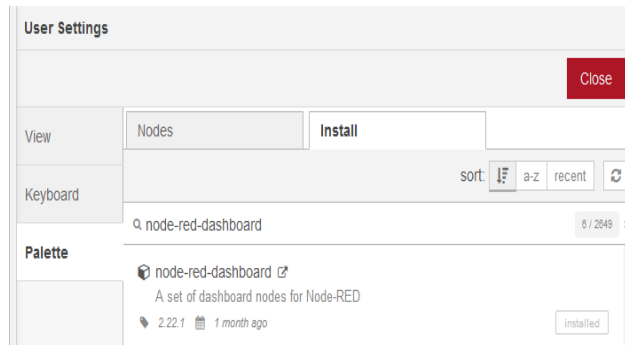 User Settings
Close
View
Nodes
Install
sort: a-z recent
Keyboard
node-red-dashboard 6 / 2649
Palette
node-red-dashboard
A set of dashboard nodes for Node-RED
2.22.1 1 month ago
installed